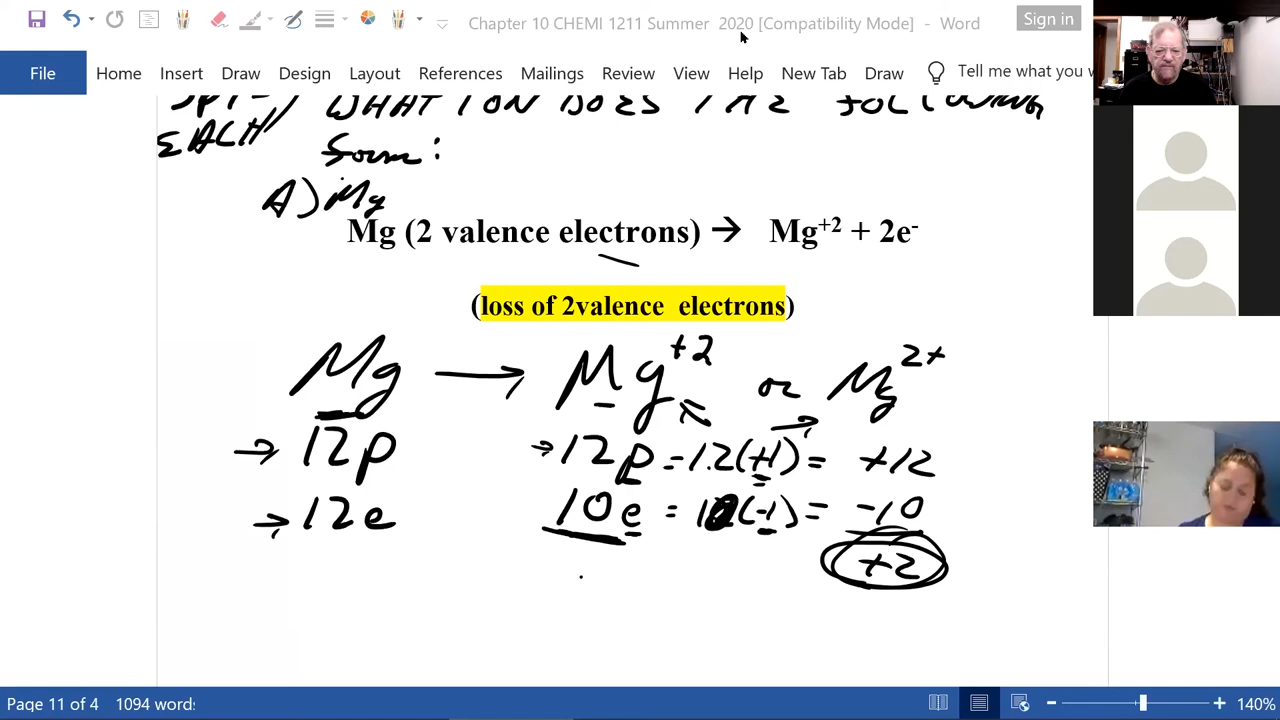 Chapter 10 CHEMI 1211 Summer 2020 [Compatibility Mode] - Word
Sign in
File Home Insert Draw Design Layout References Mailings Review View Help New Tab Draw Tell me what you w
WHAT ION DOES THE FOLLOWING
EACH) form:
A) Mg
Mg (2 valence electrons) → Mg+2 + 2e-
(loss of 2valence electrons)
Mg → Mg+2 or Mg2+
→ 12p → 12p = 12(+1) = +12
→ 12e 10e = 10(-1) = -10
+2
Page 11 of 4 1094 words
140%